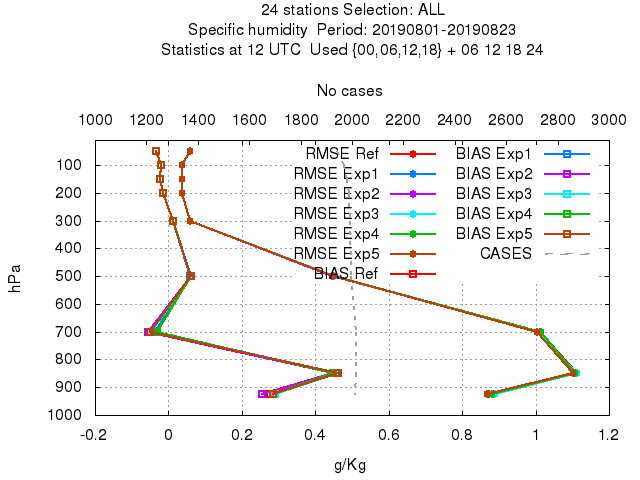 24 stations Selection: ALL
Specific humidity  Period: 20190801-20190823
Statistics at 12 UTC  Used {00,06,12,18} + 06 12 18 24
No cases
1000 1200 1400 1600 1800 2000 2200 2400 2600 2800 3000
RMSE Ref
RMSE Exp1
RMSE Exp2
RMSE Exp3
RMSE Exp4
RMSE Exp5
BIAS Ref
BIAS Exp1
BIAS Exp2
BIAS Exp3
BIAS Exp4
BIAS Exp5
CASES
hPa
100
200
300
400
500
600
700
800
900
1000
-0.2 0 0.2 0.4 0.6 0.8 1 1.2
g/Kg